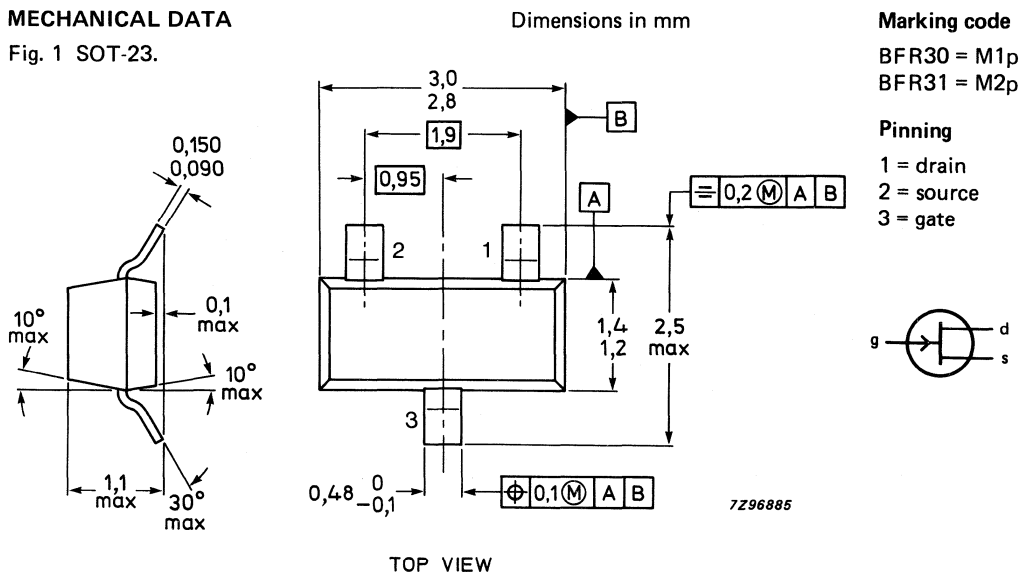 MECHANICAL DATA
Fig. 1 SOT-23.
Dimensions in mm
Marking code
BFR30 = M1p
BFR31 = M2p
Pinning
1 = drain
2 = source
3 = gate
3,0
2,8
B
1,9
0,95
0,150
0,090
A
0,2 Ⓜ A B
2
1
0,1
max
10°
max
10°
max
1,4
1,2
2,5
max
g
d
s
3
1,1
max
30°
max
0,48 0
−0,1
0,1 Ⓜ A B
7Z96885
TOP VIEW